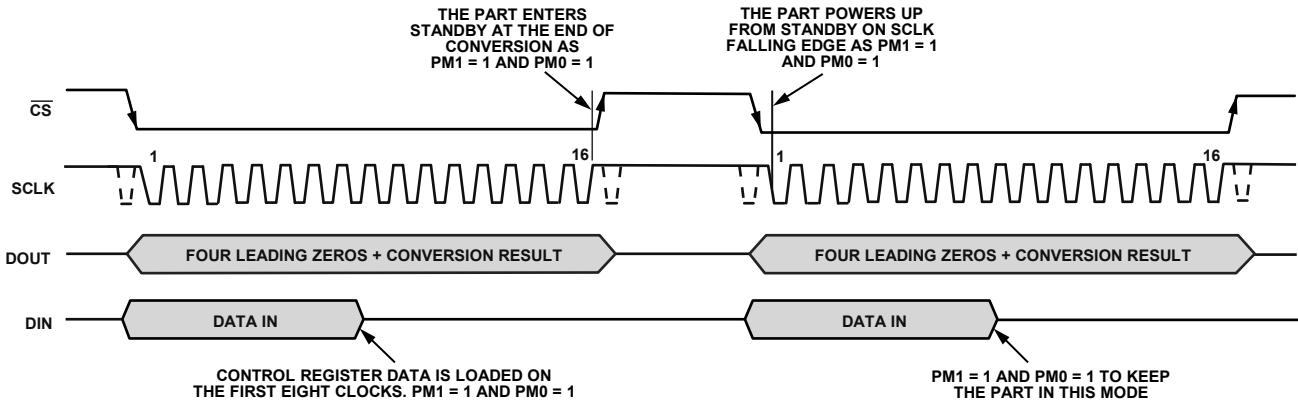 THE PART ENTERS
STANDBY AT THE END OF
CONVERSION AS
PM1 = 1 AND PM0 = 1
THE PART POWERS UP
FROM STANDBY ON SCLK
FALLING EDGE AS PM1 = 1
AND PM0 = 1
CS
1
16
1
16
SCLK
DOUT
FOUR LEADING ZEROS + CONVERSION RESULT
FOUR LEADING ZEROS + CONVERSION RESULT
DIN
DATA IN
DATA IN
CONTROL REGISTER DATA IS LOADED ON
THE FIRST EIGHT CLOCKS. PM1 = 1 AND PM0 = 1
PM1 = 1 AND PM0 = 1 TO KEEP
THE PART IN THIS MODE